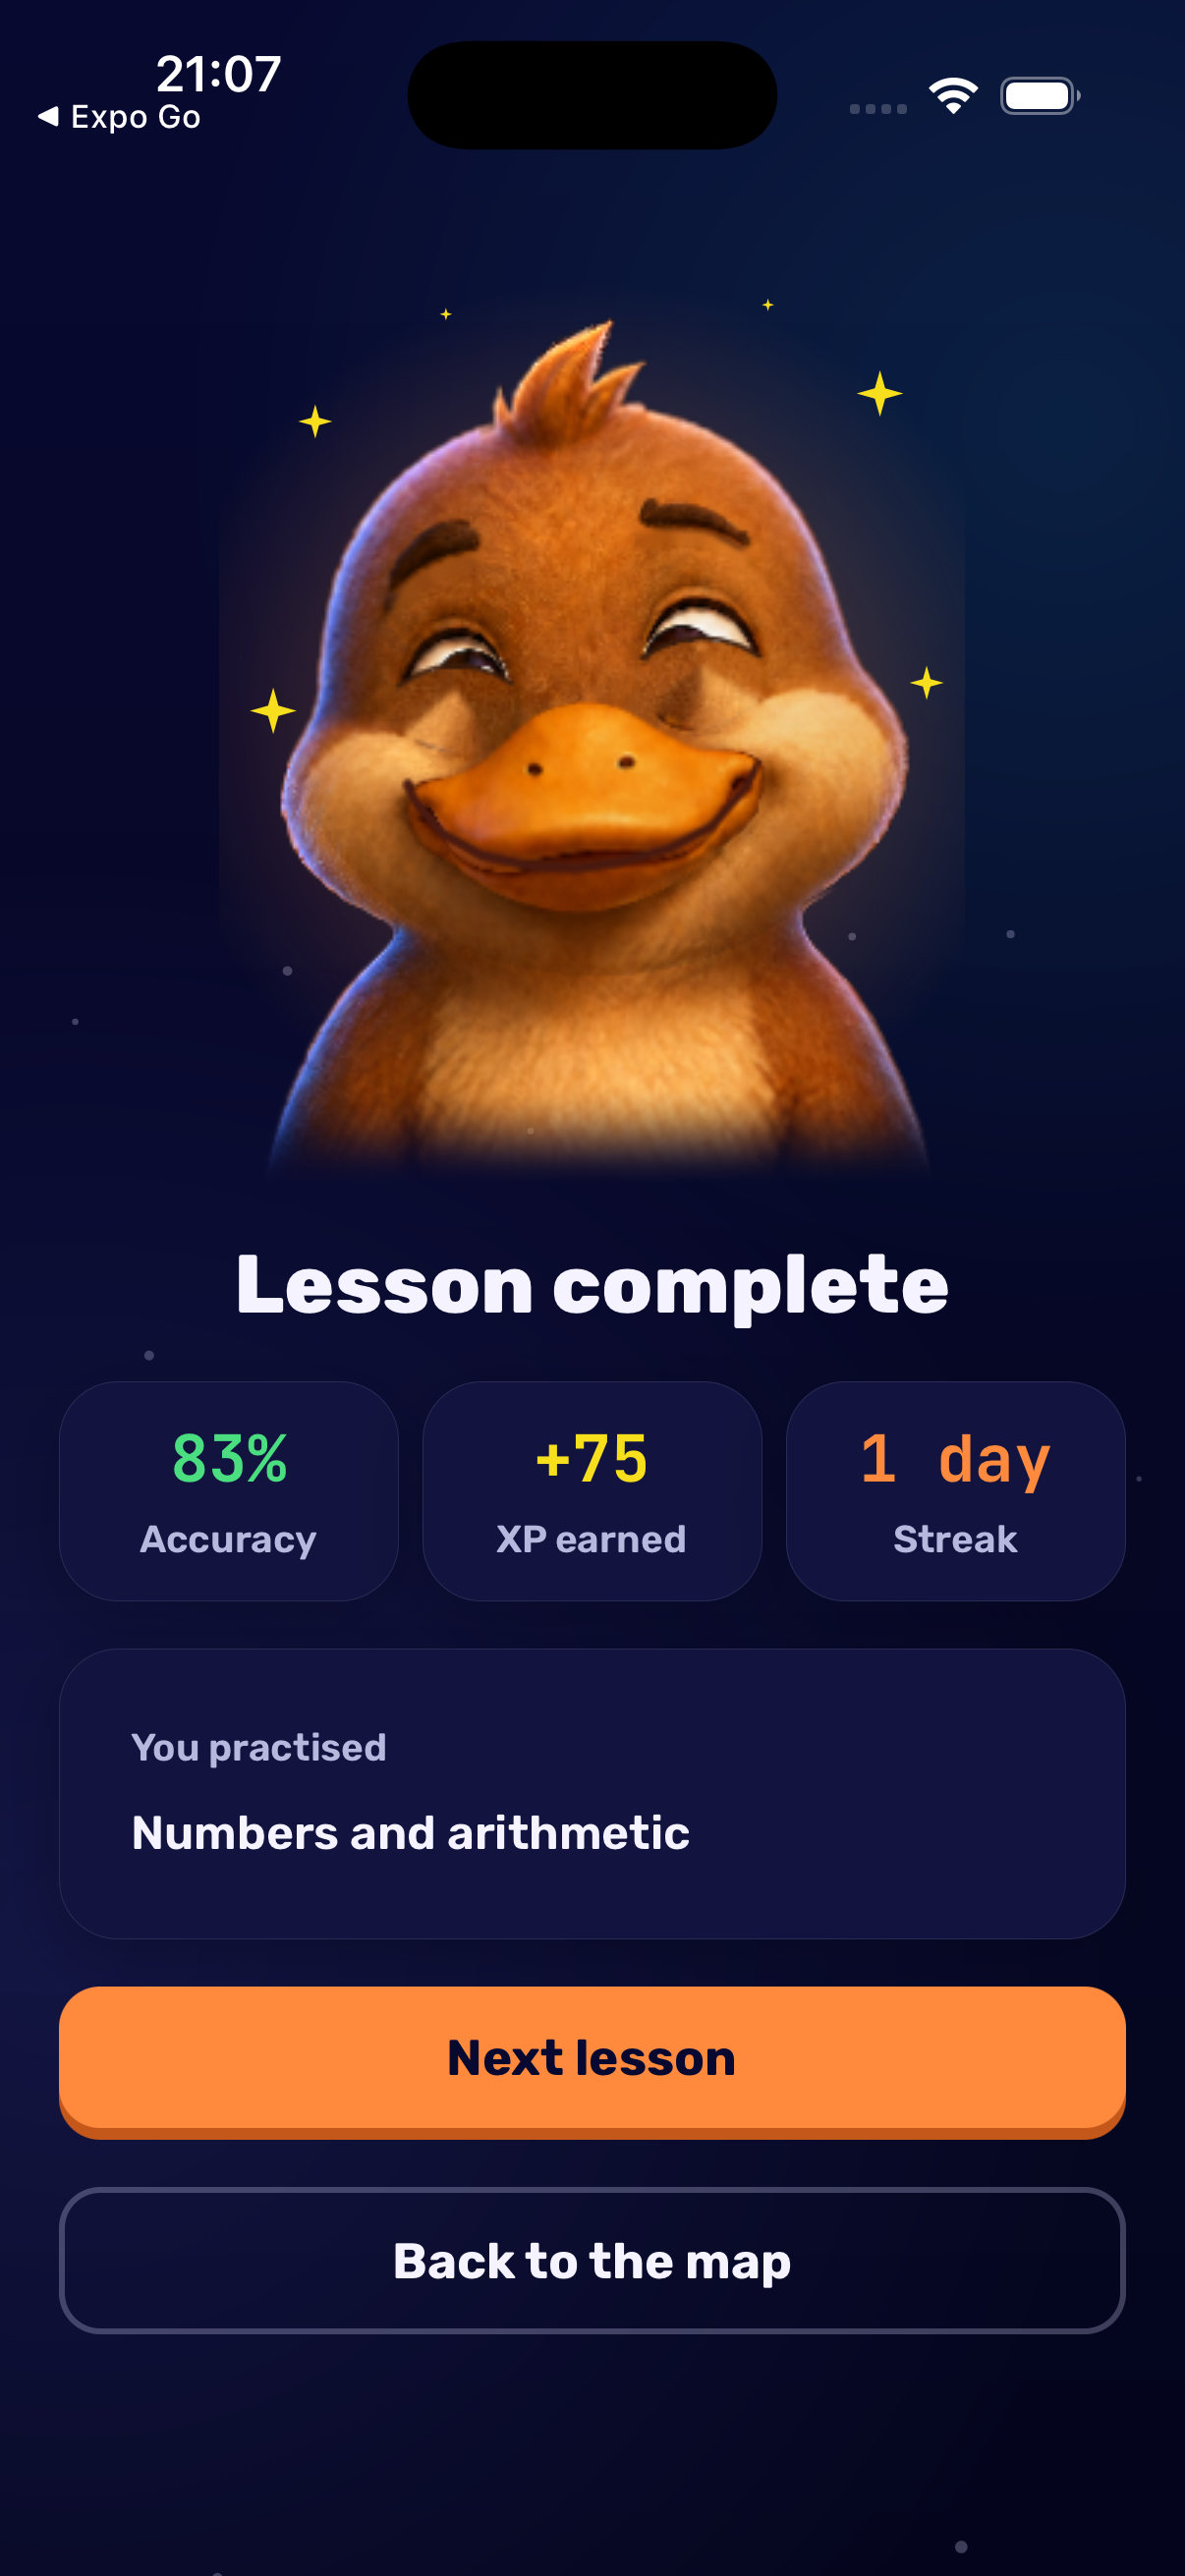 21:07
Expo Go
Lesson complete
83%
+75
1 day
Accuracy
XP earned
Streak
You practised
Numbers and arithmetic
Next lesson
Back to the map